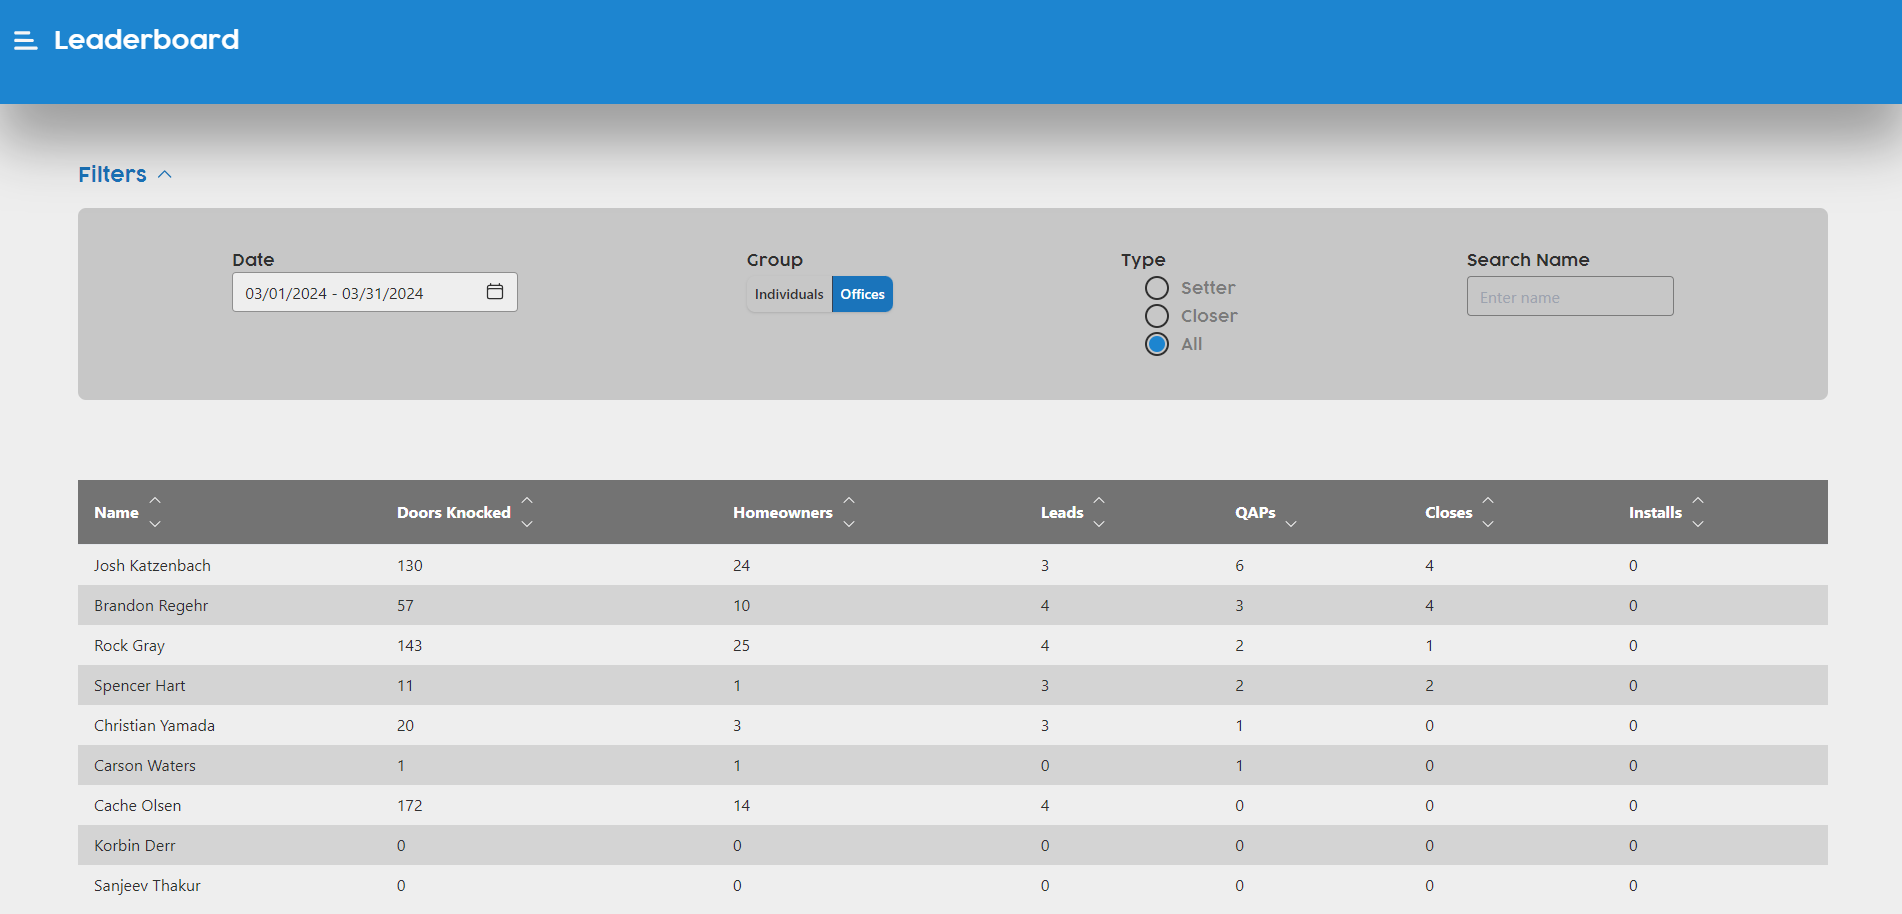 Leaderboard
Filters
Date Group Type Search Name
03/01/2024 - 03/31/2024 Individuals Offices Setter Enter name
Closer
All
Name Doors Knocked Homeowners Leads QAPs Closes Installs
Josh Katzenbach 130 24 3 6 4 0
Brandon Regehr 57 10 4 3 4 0
Rock Gray 143 25 4 2 1 0
Spencer Hart 11 1 3 2 2 0
Christian Yamada 20 3 3 1 0 0
Carson Waters 1 1 0 1 0 0
Cache Olsen 172 14 4 0 0 0
Korbin Derr 0 0 0 0 0 0
Sanjeev Thakur 0 0 0 0 0 0